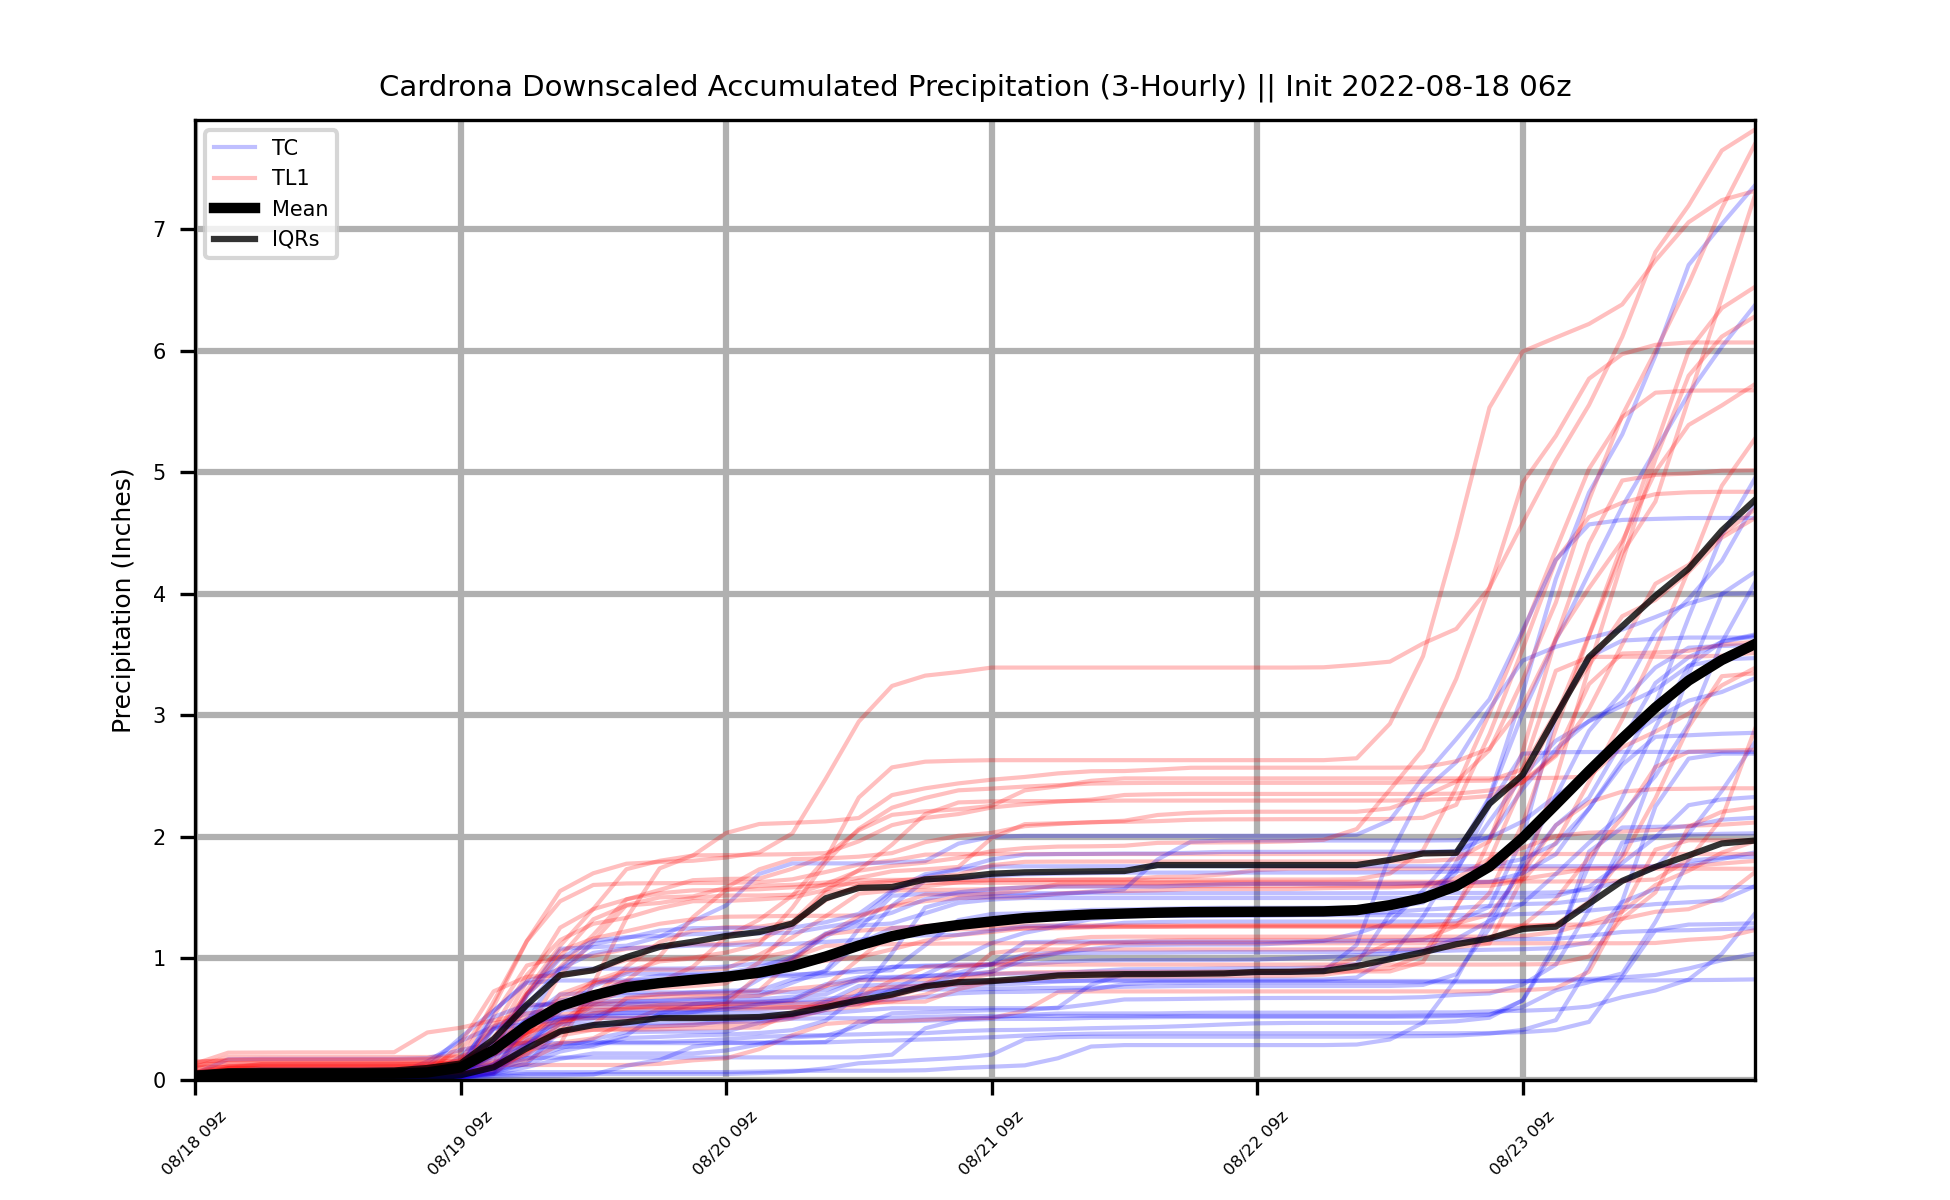 Cardrona Downscaled Accumulated Precipitation (3-Hourly) || Init 2022-08-18 06z
TC
TL1
Mean
IQRs
Precipitation (Inches)
7
6
5
4
3
2
1
0
08/18 09z
08/19 09z
08/20 09z
08/21 09z
08/22 09z
08/23 09z